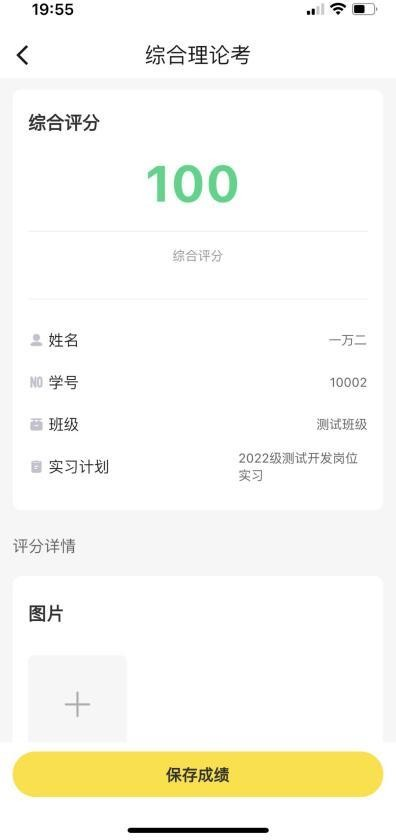 19:55
综合理论考
综合评分
100
综合评分
姓名
一万二
NO 学号
10002
班级
测试班级
实习计划
2022级测试开发岗位
实习
评分详情
图片
保存成绩